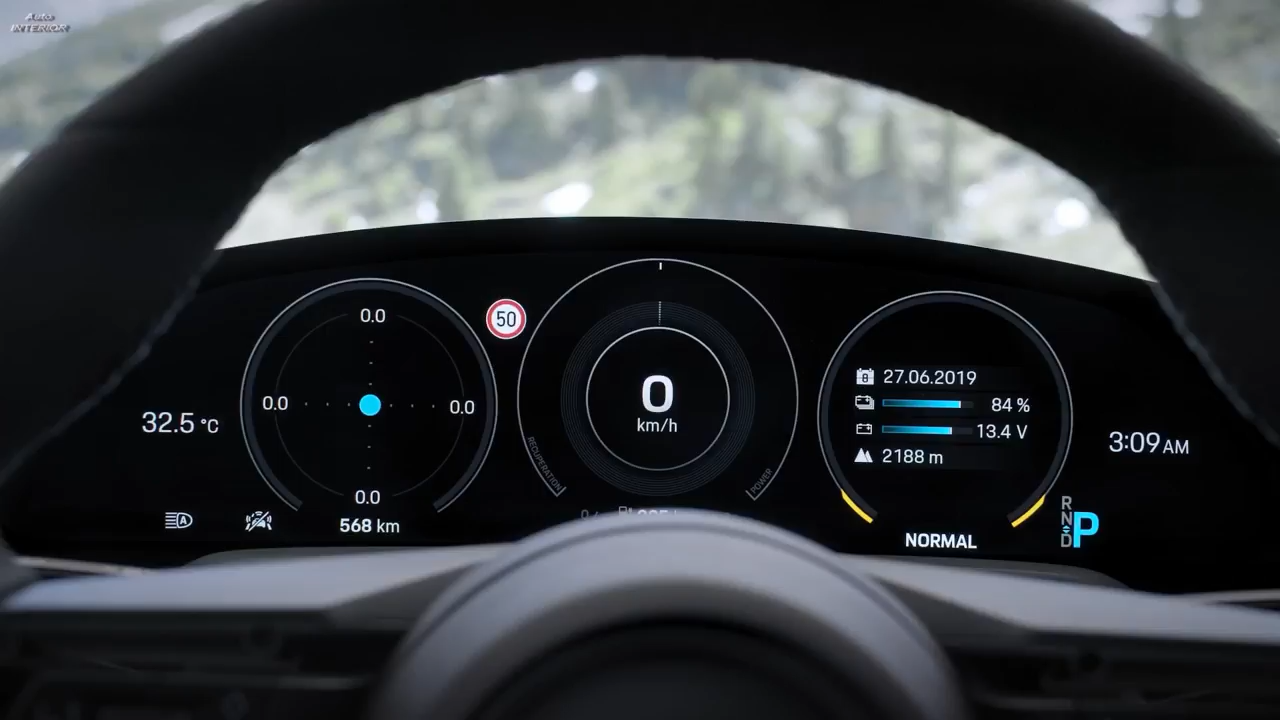 Auto
INTERIOR
0.0
50
0.0
0.0
0.0
32.5 °C
568 km
A
0
km/h
RECUPERATION
POWER
8
27.06.2019
84 %
13.4 V
2188 m
NORMAL
3:09 AM
R
N
D
P